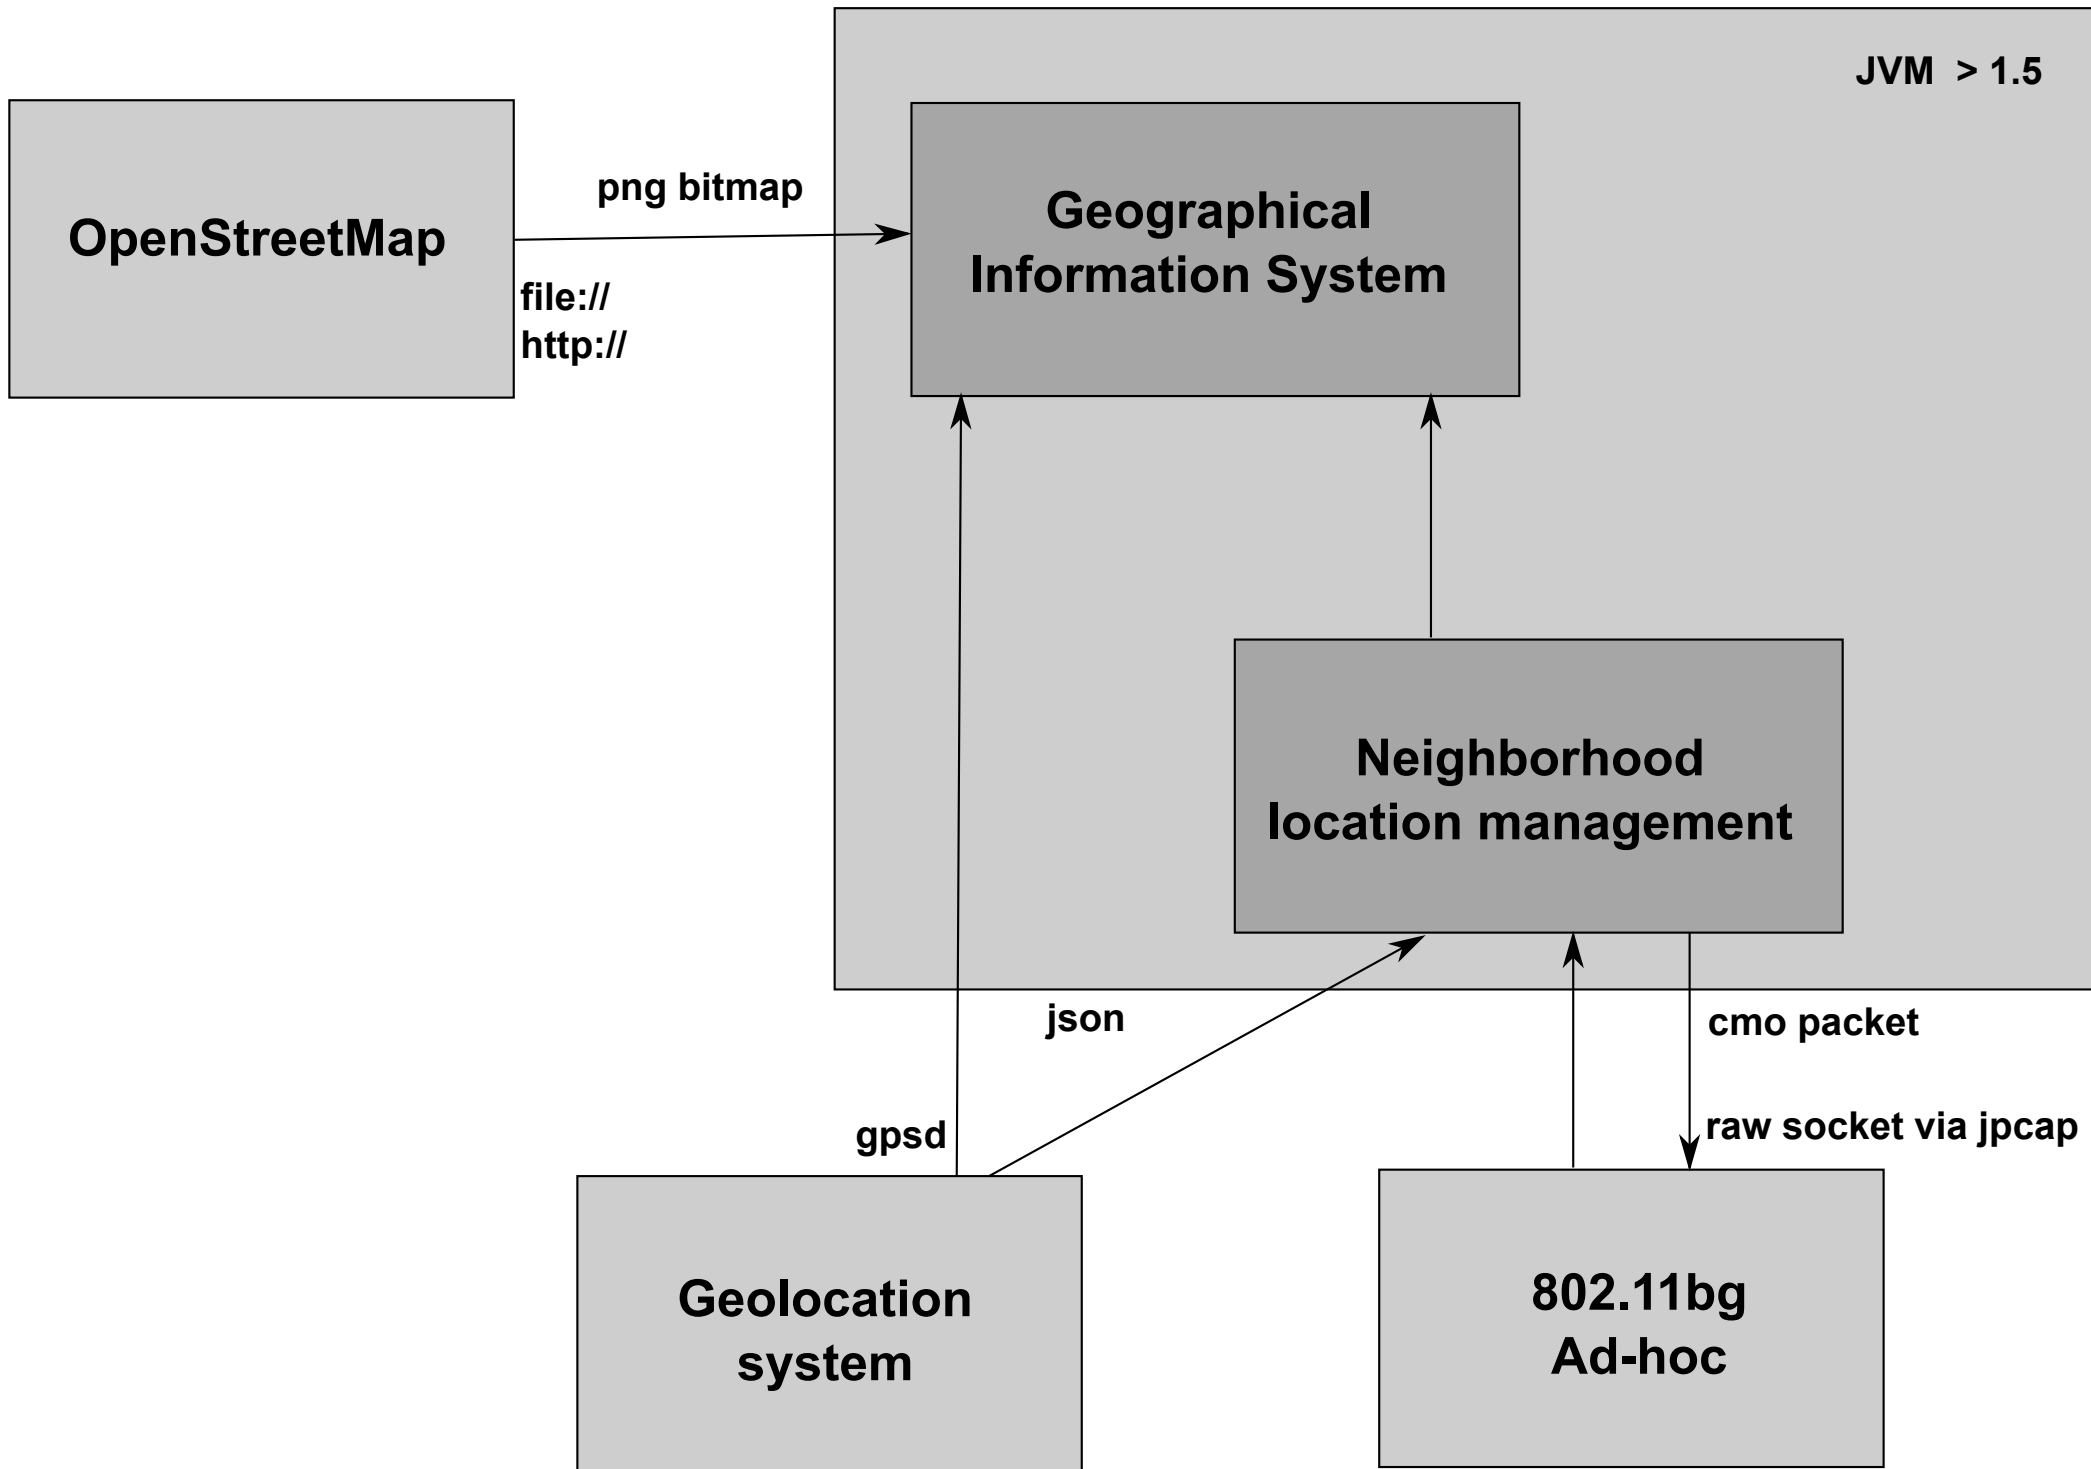 JVM > 1.5
OpenStreetMap
png bitmap
file://
http://
Geographical
Information System
Neighborhood
location management
json
gpsd
cmo packet
raw socket via jpcap
Geolocation
system
802.11bg
Ad-hoc